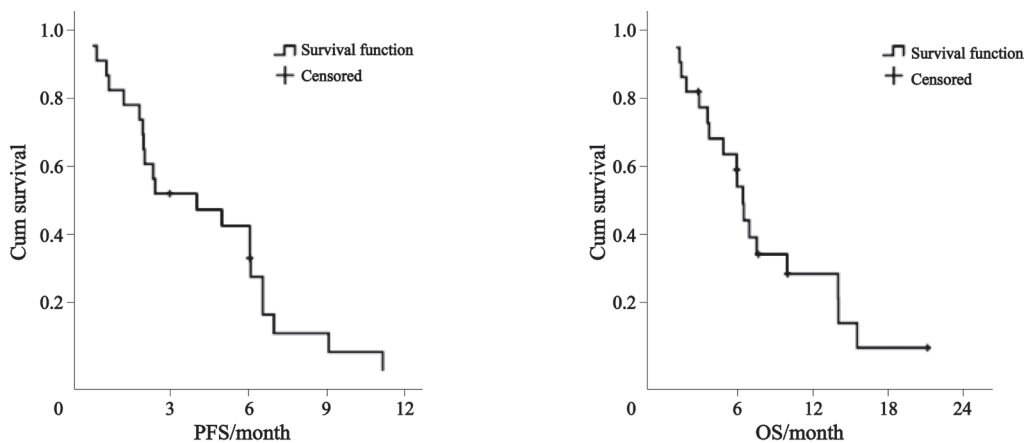 1.0
0.8
0.6
0.4
0.2
0
3
6
9
12
Cum survival
PFS/month
Survival function
Censored
1.0
0.8
0.6
0.4
0.2
0
6
12
18
24
Cum survival
OS/month
Survival function
Censored